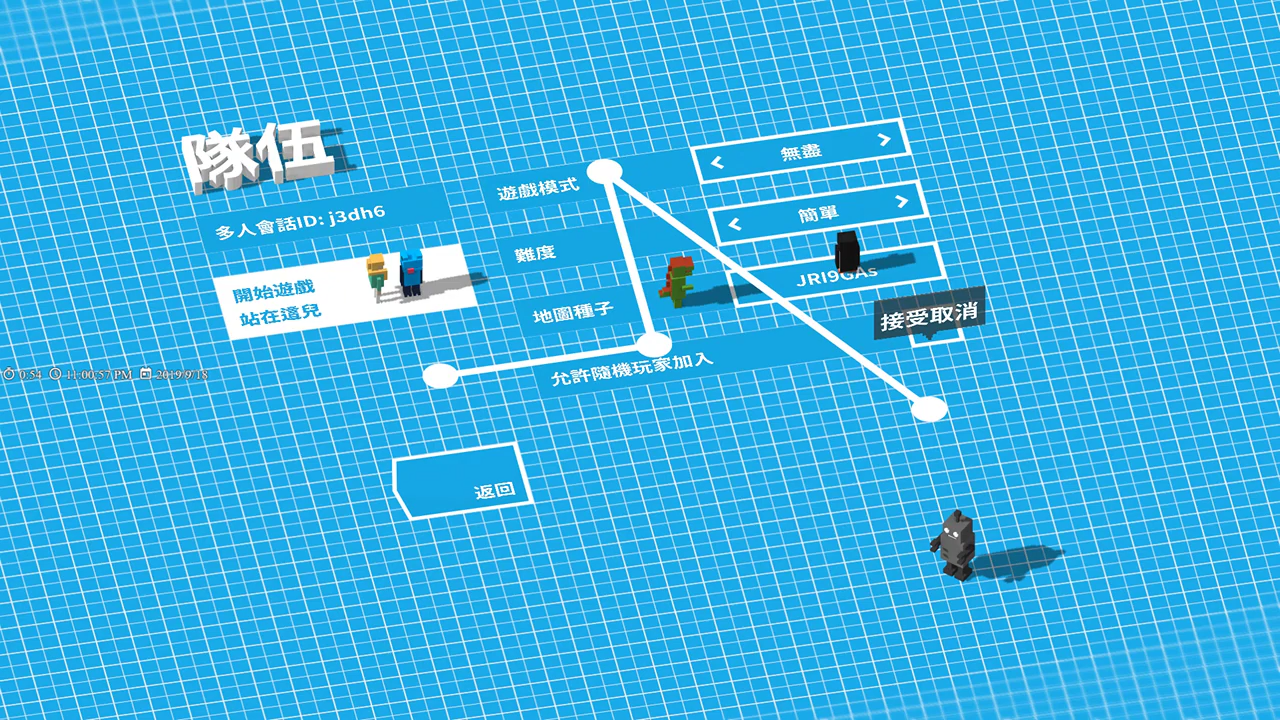 隊伍
多人會話ID: j3dh6
開始遊戲
站在這兒
遊戲模式
無盡
難度
簡單
地圖種子
JRI9GAs
允許隨機玩家加入
接受取消
返回
0:54 11:00:57 PM 2019/9/18